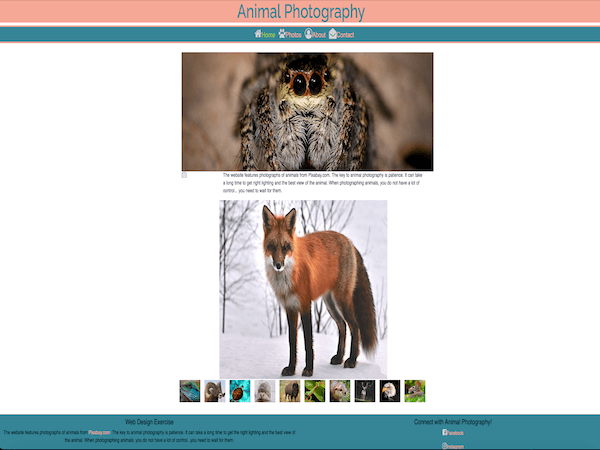 Animal Photography
Home Photos About Contact
The website features photographs of animals from Pixabay.com. The key to animal photography is patience. It can take
a long time to get right lighting and the best view of the animal. When photographing animals, you do not have a lot of
control... you need to wait for them.
Web Design Exercise
The website features photographs of animals from Pixabay.com. The key to animal photography is patience. It can take a long time to get the right lighting and the best view of
the animal. When photographing animals, you do not have a lot of control...you need to wait for them.
Connect with Animal Photography!
Facebook
Instagram